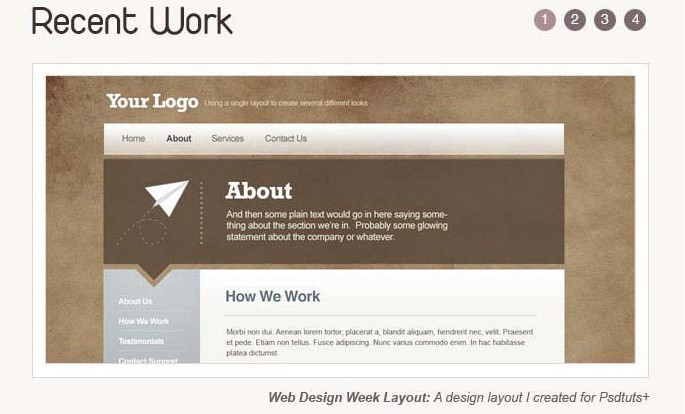 Recent Work
1 2 3 4
Your Logo Using a single layout to create several different looks
Home About Services Contact Us
About
And then some plain text would go in here saying some-
thing about the section we're in. Probably some glowing
statement about the company or whatever.
About Us
How We Work
Testimonials
Contact Support
How We Work
Morbi non dui. Aenean lorem tortor, placerat a, blandit aliquam, hendrerit nec, velit. Praesent
et pede. Etiam non tellus. Fusce adipiscing. Nunc varius commodo enim. In hac habitasse
platea dictumst.
Web Design Week Layout: A design layout I created for Psdtuts+